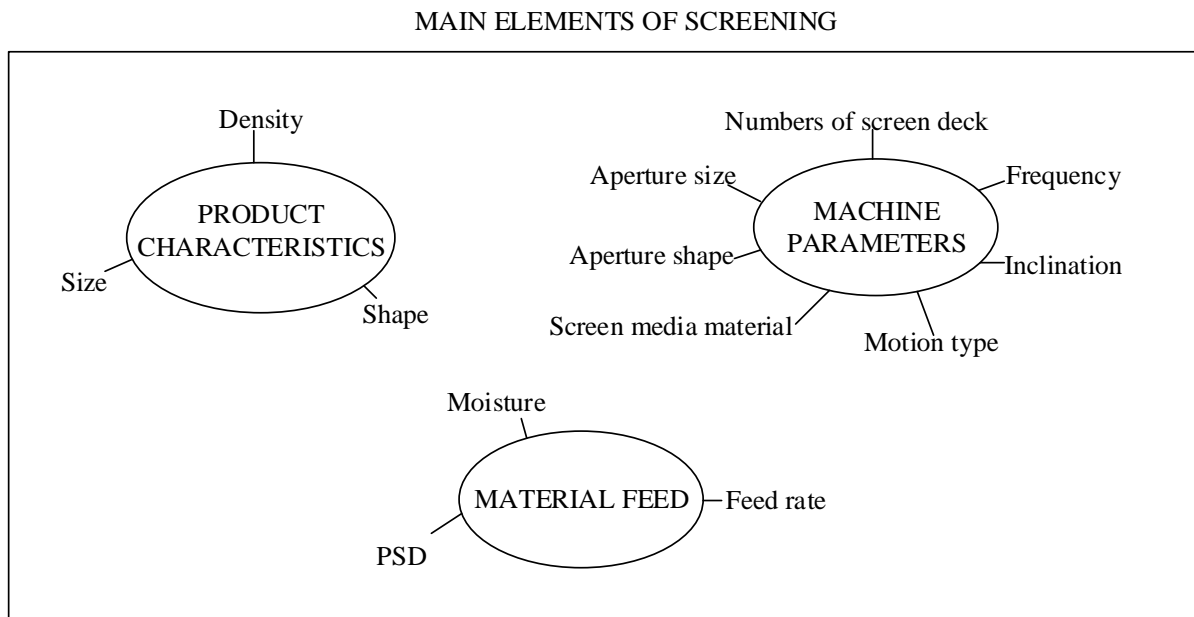 MAIN ELEMENTS OF SCREENING
Density
PRODUCT
CHARACTERISTICS
Size
Shape
Numbers of screen deck
Aperture size
Frequency
MACHINE
PARAMETERS
Aperture shape
Inclination
Screen media material
Motion type
Moisture
MATERIAL FEED
Feed rate
PSD